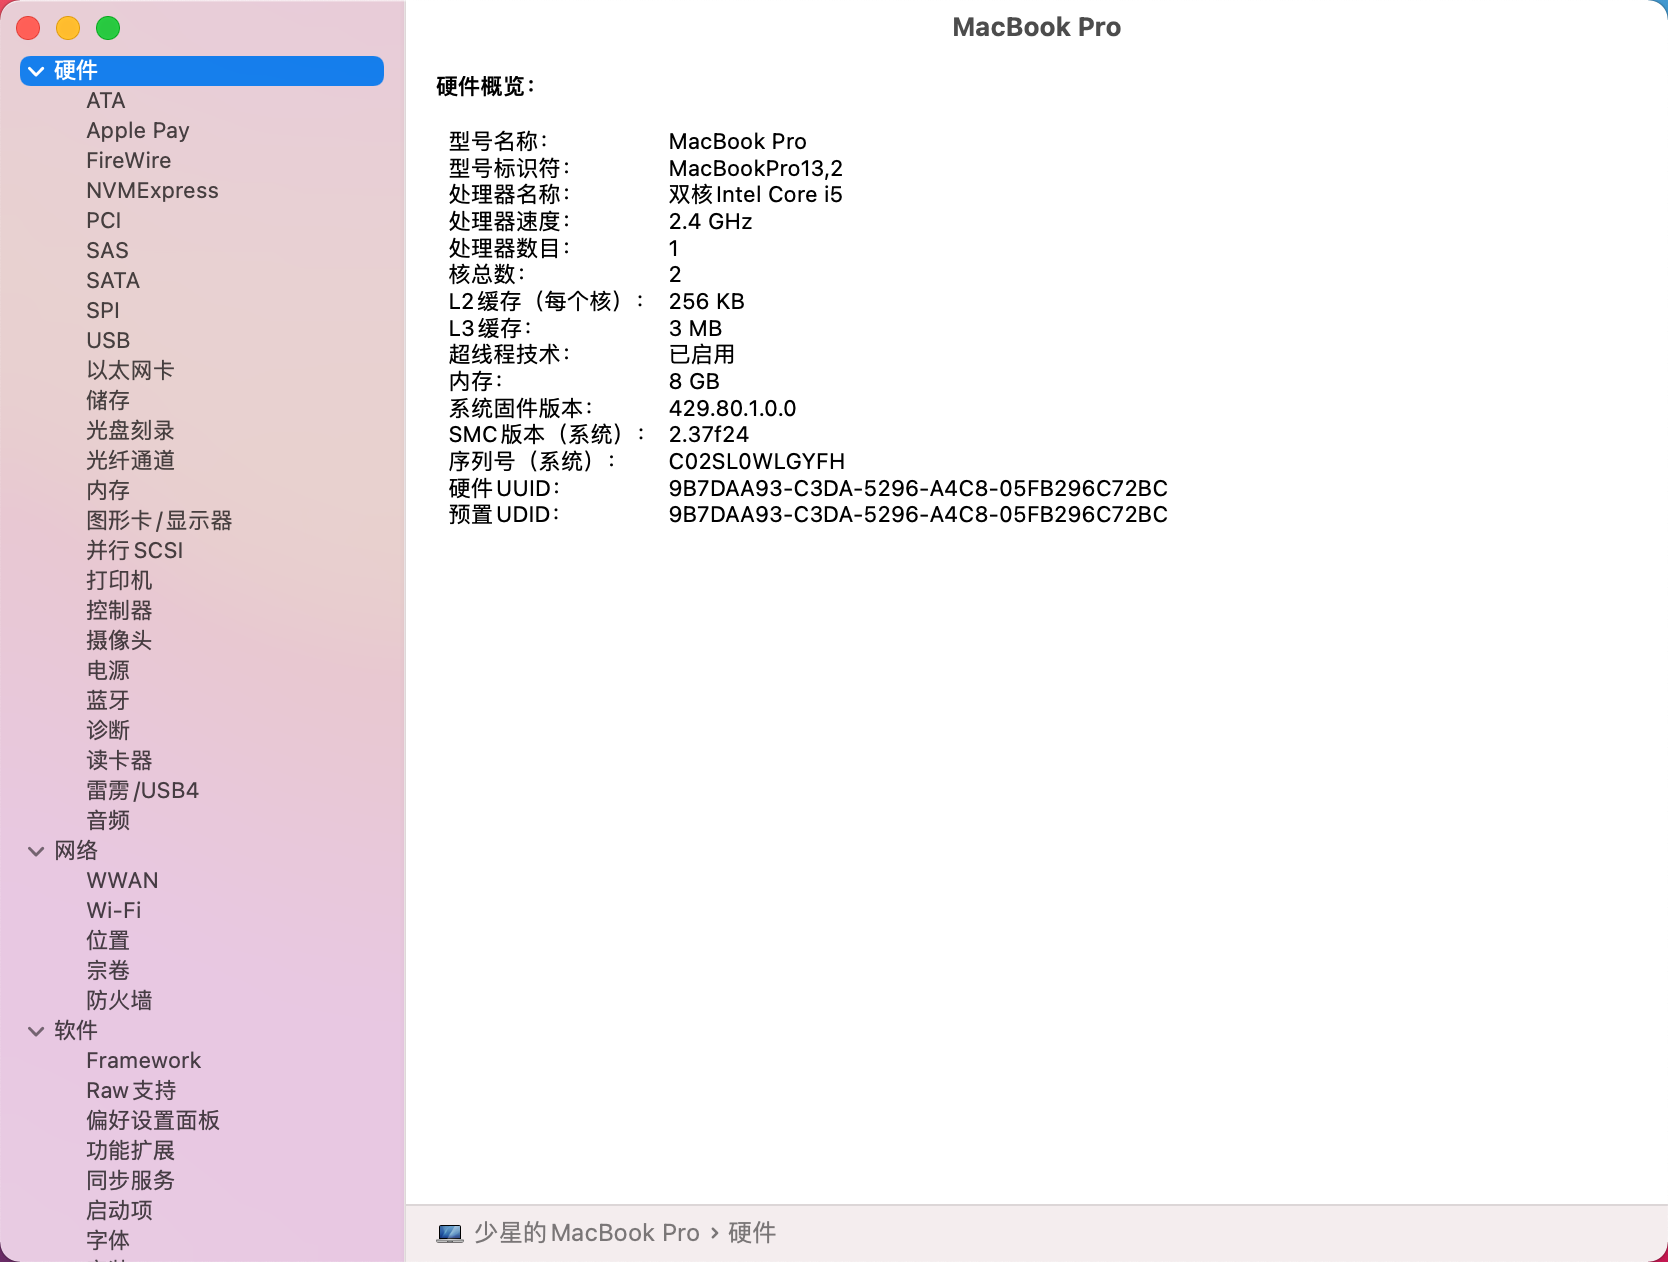 硬件
ATA
Apple Pay
FireWire
NVMExpress
PCI
SAS
SATA
SPI
USB
以太网卡
储存
光盘刻录
光纤通道
内存
图形卡/显示器
并行SCSI
打印机
控制器
摄像头
电源
蓝牙
诊断
读卡器
雷雳/USB4
音频
网络
WWAN
Wi-Fi
位置
宗卷
防火墙
软件
Framework
Raw支持
偏好设置面板
功能扩展
同步服务
启动项
字体
MacBook Pro
硬件概览：
型号名称： MacBook Pro
型号标识符： MacBookPro13,2
处理器名称： 双核Intel Core i5
处理器速度： 2.4 GHz
处理器数目： 1
核总数： 2
L2缓存（每个核）： 256 KB
L3缓存： 3 MB
超线程技术： 已启用
内存： 8 GB
系统固件版本： 429.80.1.0.0
SMC版本（系统）： 2.37f24
序列号（系统）： C02SL0WLGYFH
硬件UUID： 9B7DAA93-C3DA-5296-A4C8-05FB296C72BC
预置UDID： 9B7DAA93-C3DA-5296-A4C8-05FB296C72BC
少星的MacBook Pro › 硬件